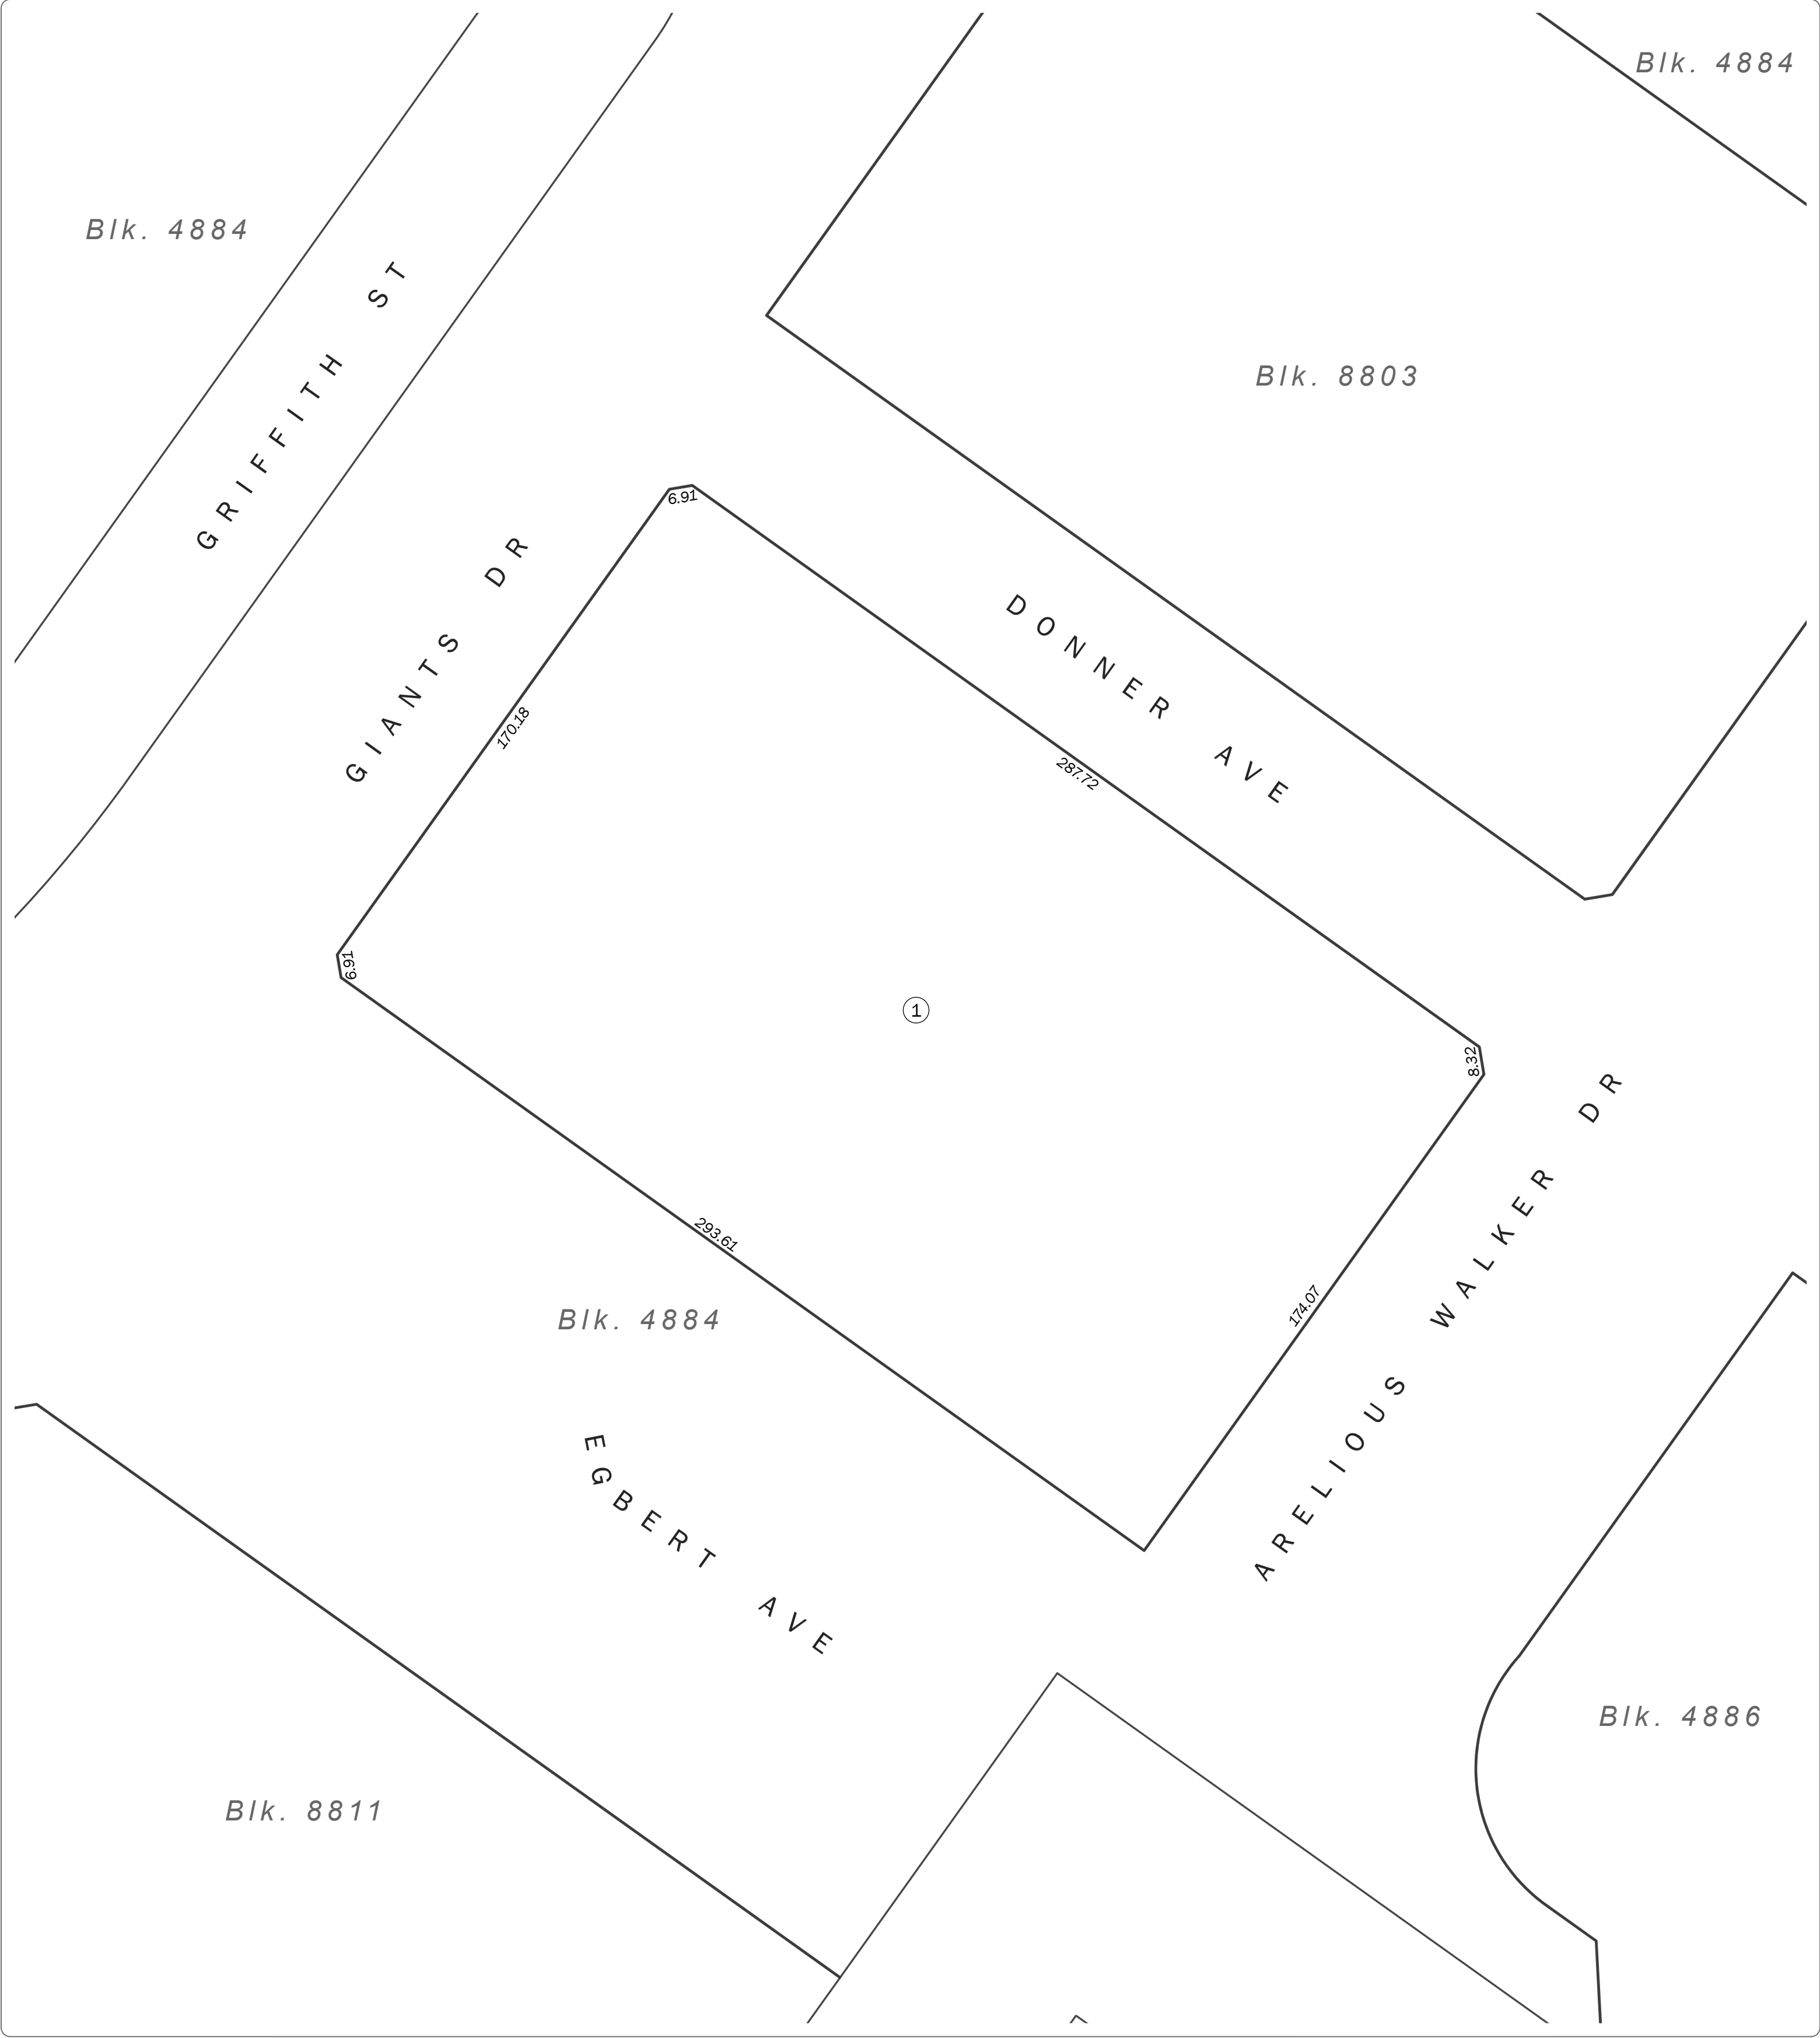 Blk. 4884
Blk. 4884
GRIFFITH ST
Blk. 8803
6.91
GIANTS DR
DONNER AVE
170.18
287.72
6.91
1
8.32
293.61
174.07
ARELIOUS WALKER DR
Blk. 4884
EGBERT AVE
Blk. 4886
Blk. 8811